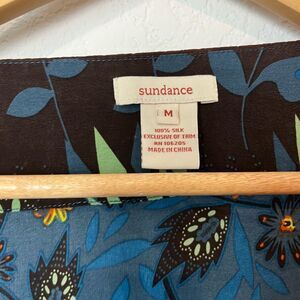 sundance
M
100% SILK
EXCLUSIVE OF TRIM
RN 106205
MADE IN CHINA